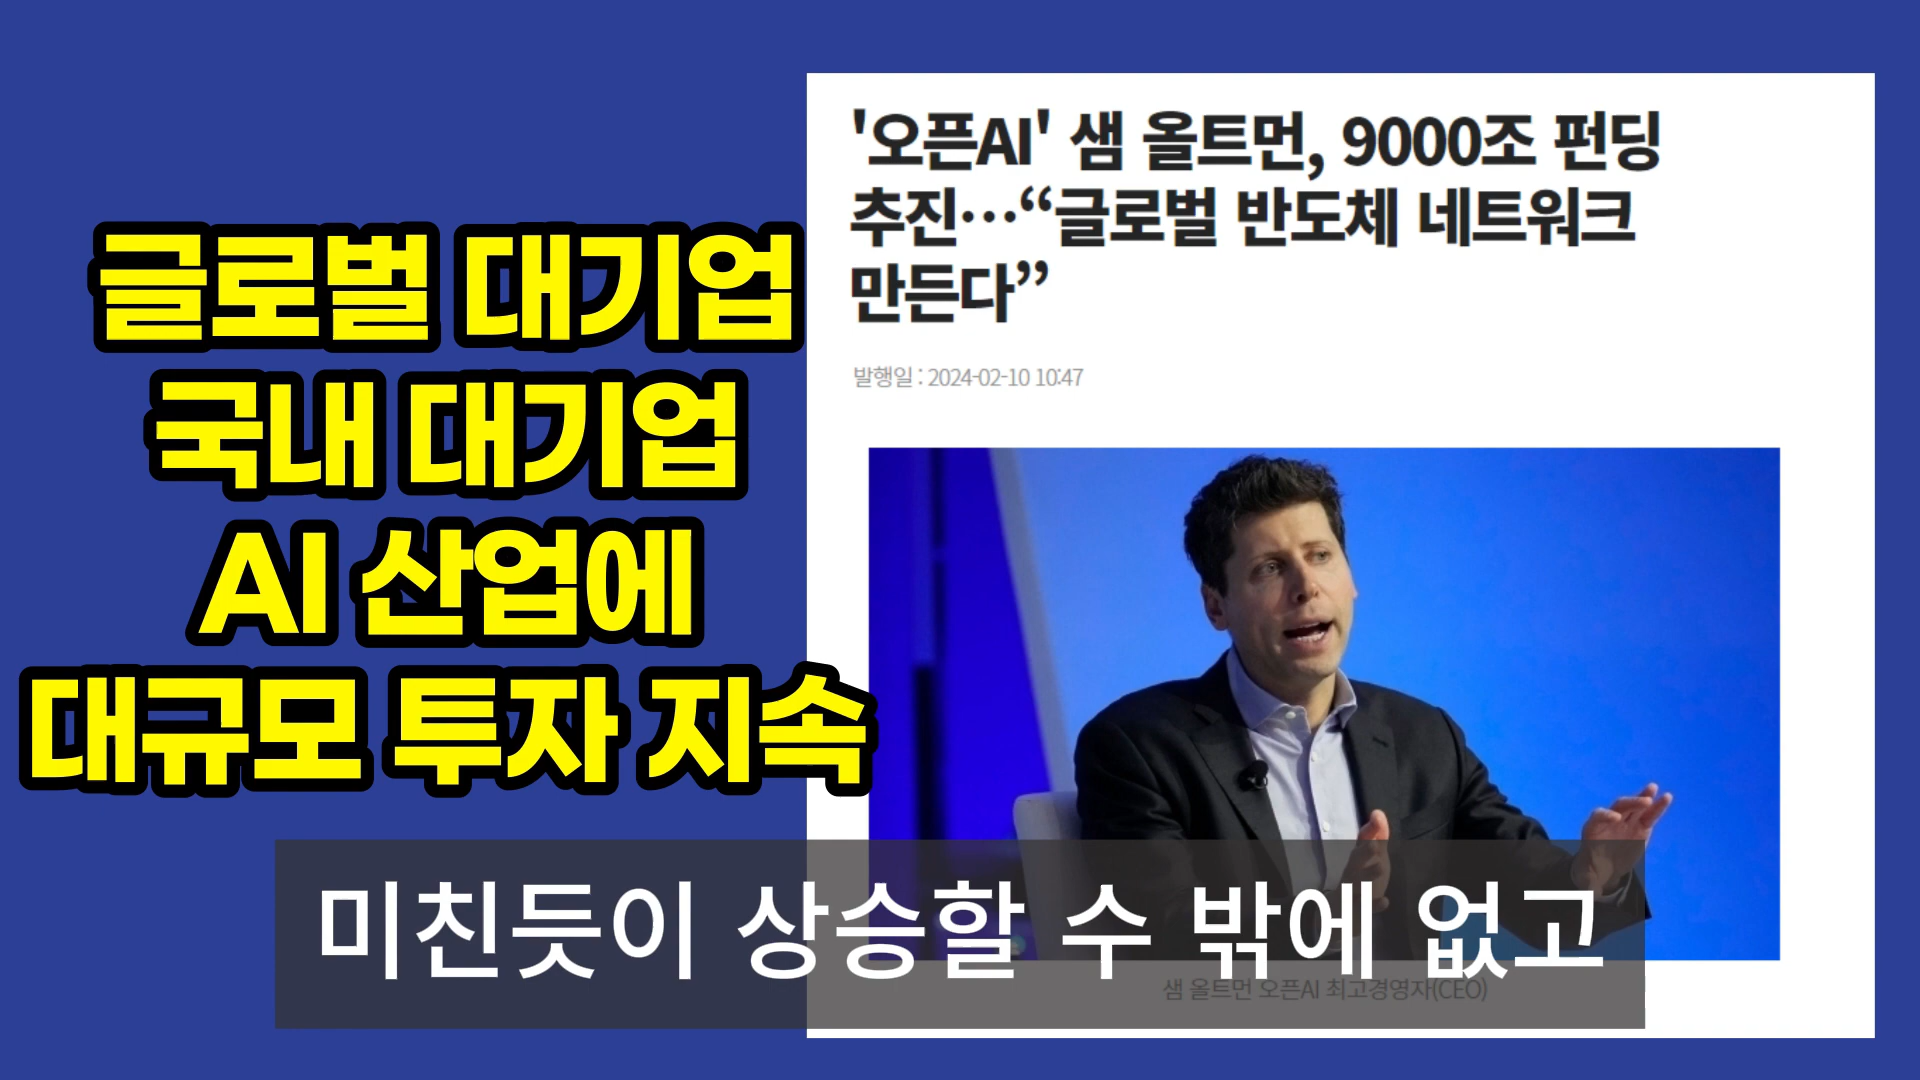 글로벌 대기업
국내 대기업
AI 산업에
대규모 투자 지속
'오픈AI' 샘 올트먼, 9000조 펀딩
추진…“글로벌 반도체 네트워크
만든다”
발행일 : 2024-02-10 10:47
샘 올트먼 오픈AI 최고경영자(CEO)
미친듯이 상승할 수 밖에 없고